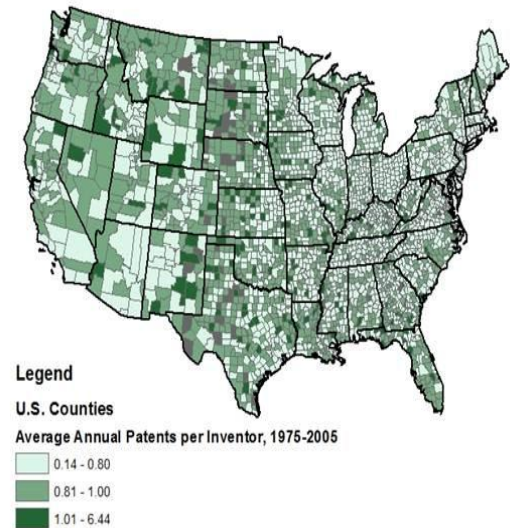 Legend
U.S. Counties
Average Annual Patents per Inventor, 1975-2005
0.14 - 0.80
0.81 - 1.00
1.01 - 6.44